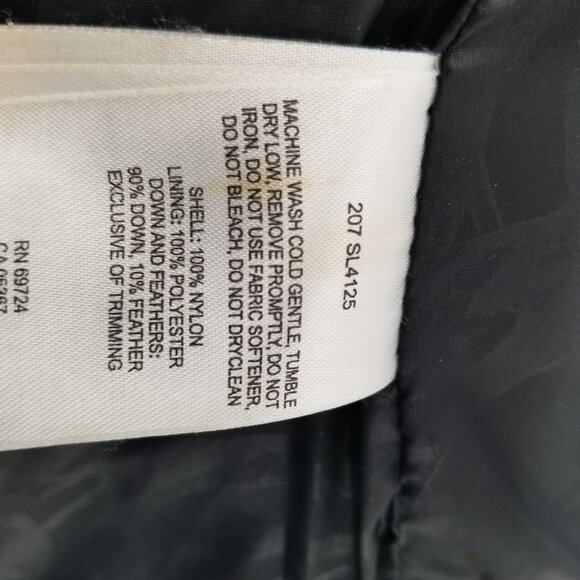 207 SL4125
MACHINE WASH COLD GENTLE, TUMBLE
DRY LOW, REMOVE PROMPTLY, DO NOT
IRON, DO NOT USE FABRIC SOFTENER,
DO NOT BLEACH, DO NOT DRYCLEAN
SHELL: 100% NYLON
LINING: 100% POLYESTER
DOWN AND FEATHERS:
90% DOWN, 10% FEATHER
EXCLUSIVE OF TRIMMING
RN 69724